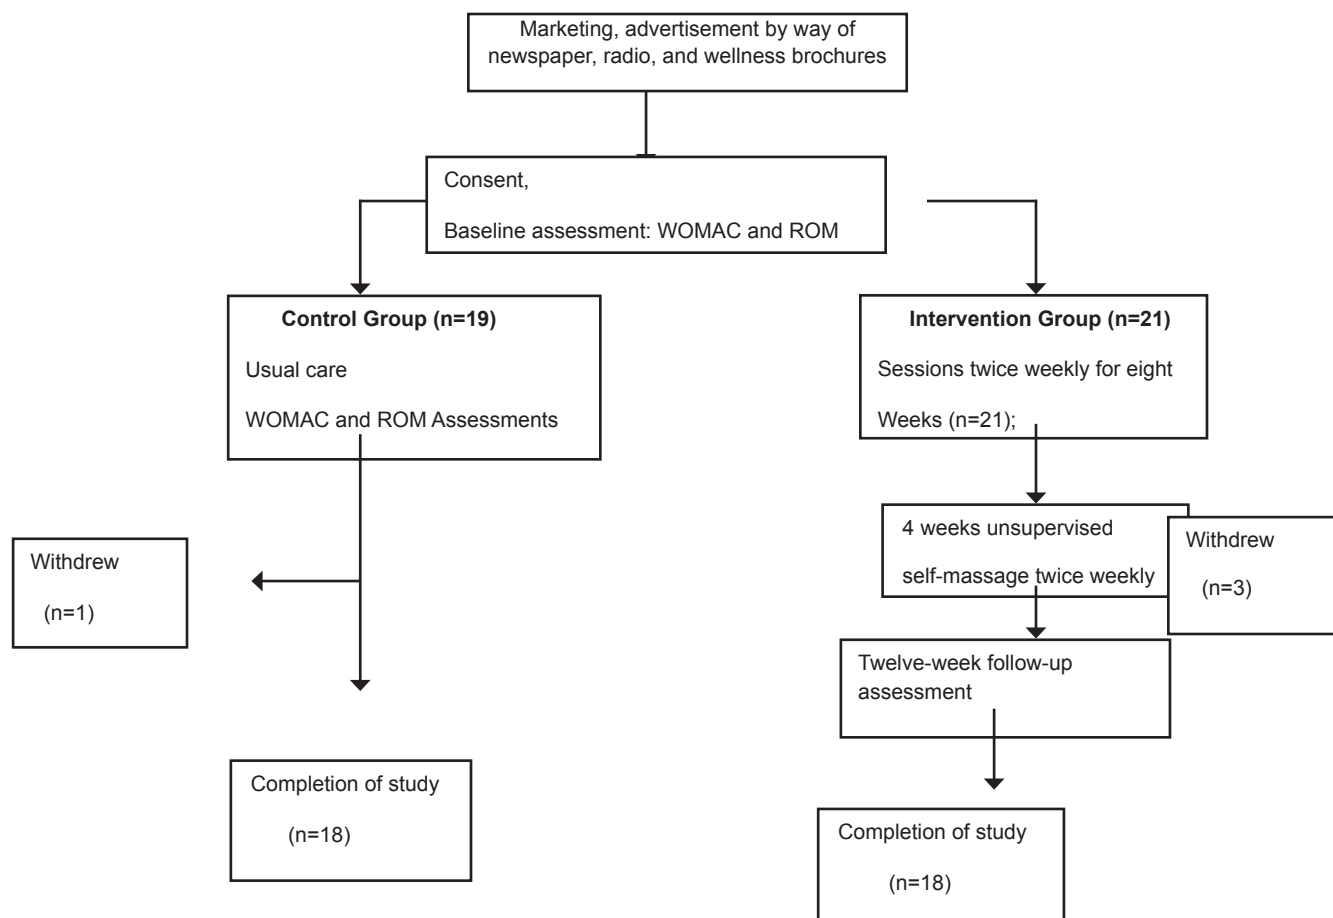 Marketing, advertisement by way of
newspaper, radio, and wellness brochures
Consent,
Baseline assessment: WOMAC and ROM
Control Group (n=19)
Usual care
WOMAC and ROM Assessments
Intervention Group (n=21)
Sessions twice weekly for eight
Weeks (n=21);
Withdrew
(n=1)
4 weeks unsupervised
self-massage twice weekly
Withdrew
(n=3)
Twelve-week follow-up
assessment
Completion of study
(n=18)
Completion of study
(n=18)